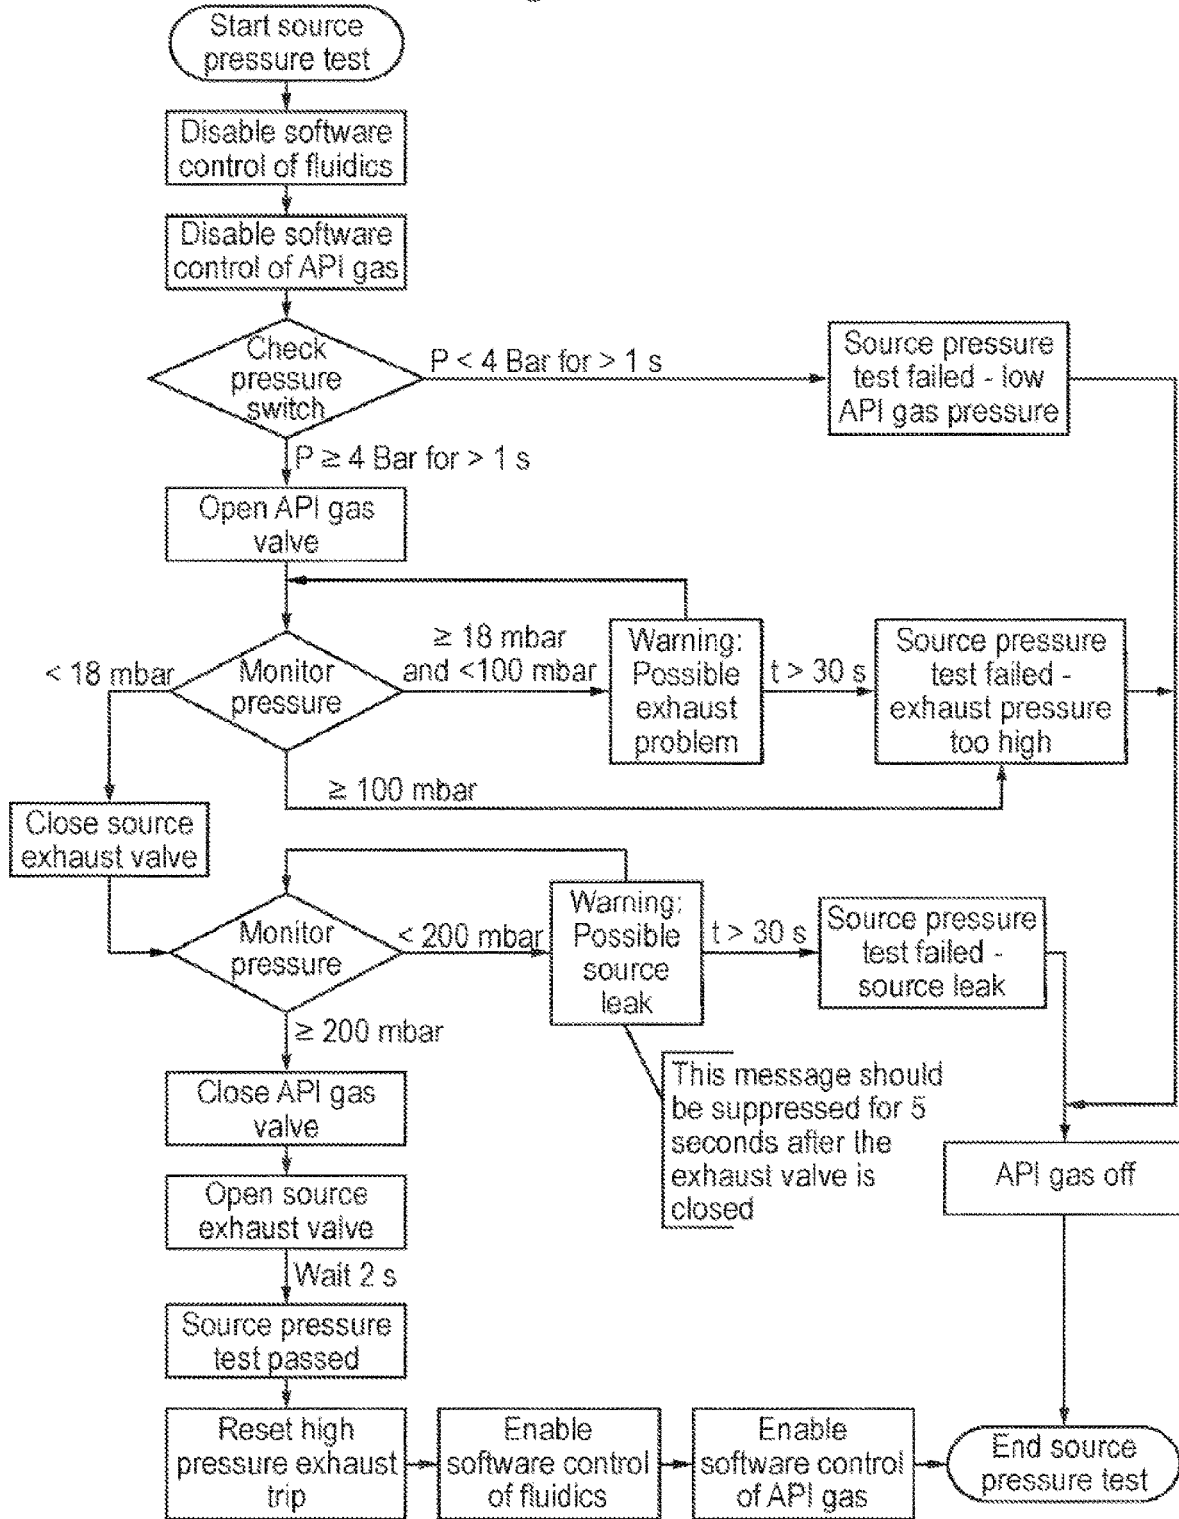 Start source
pressure test
Disable software
control of fluidics
Disable software
control of API gas
Check
pressure
switch
P < 4 Bar for > 1 s
Source pressure
test failed - low
API gas pressure
P ≥ 4 Bar for > 1 s
Open API gas
valve
< 18 mbar
Monitor
pressure
≥ 18 mbar
and <100 mbar
Warning:
Possible
exhaust
problem
t > 30 s
Source pressure
test failed -
exhaust pressure
too high
≥ 100 mbar
Close source
exhaust valve
Monitor
pressure
< 200 mbar
Warning:
Possible
source
leak
t > 30 s
Source pressure
test failed -
source leak
≥ 200 mbar
This message should
be suppressed for 5
seconds after the
exhaust valve is
closed
Close API gas
valve
API gas off
Open source
exhaust valve
Wait 2 s
Source pressure
test passed
Reset high
pressure exhaust
trip
Enable
software control
of fluidics
Enable
software control
of API gas
End source
pressure test